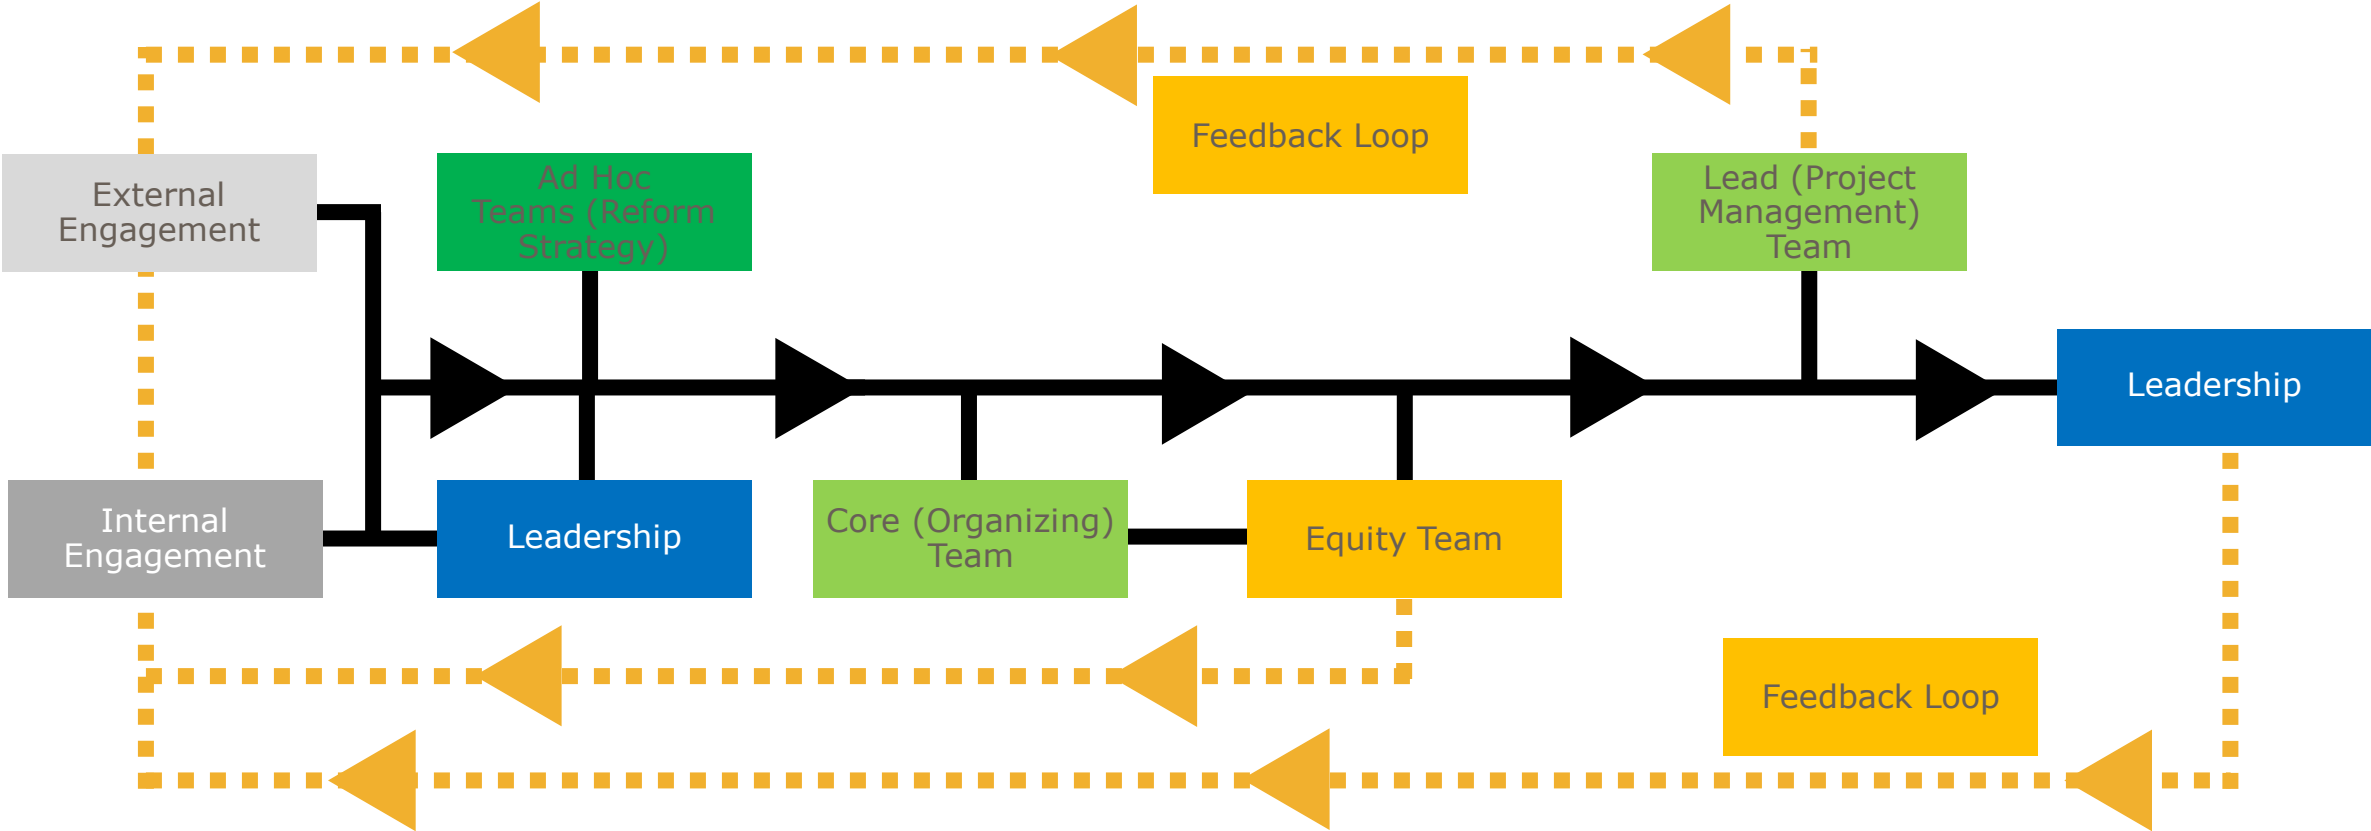 Feedback Loop
External
Engagement
Ad Hoc
Teams (Reform
Strategy)
Lead (Project
Management)
Team
Leadership
Internal
Engagement
Leadership
Core (Organizing)
Team
Equity Team
Feedback Loop